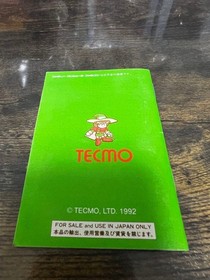 TECMO
© TECMO, LTD. 1992
FOR SALE and USE IN JAPAN ONLY
本品の輸出、使用営業及び賃貸を禁じます。